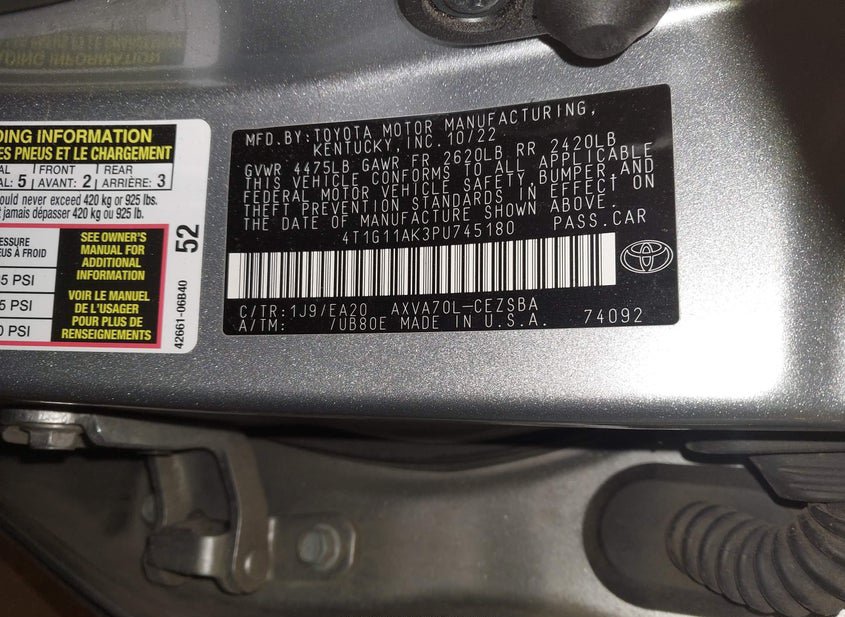 DING INFORMATION
ES PNEUS ET LE CHARGEMENT
FRONT REAR
5 AVANT: 2 ARRIÈRE: 3
never exceed 420 kg or 925 lbs.
jamais dépasser 420 kg ou 925 lb.
À FROID
PSI
PSI
PSI
SEE OWNER'S
MANUAL FOR
ADDITIONAL
INFORMATION
VOIR LE MANUEL
DE L'USAGER
POUR PLUS DE
RENSEIGNEMENTS
52
42661-06B40
MFD.BY:TOYOTA MOTOR MANUFACTURING,
KENTUCKY, INC. 10/22
GVWR 4475LB GAWR FR 2620LB RR 2420LB
THIS VEHICLE CONFORMS TO ALL APPLICABLE
FEDERAL MOTOR VEHICLE SAFETY, BUMPER, AND
THEFT PREVENTION STANDARDS IN EFFECT ON
THE DATE OF MANUFACTURE SHOWN ABOVE.
4T1G11AK3PU745180 PASS.CAR
C/TR:1J9/EA20 AXVA70L-CEZSBA
A/TM: /UB80E MADE IN U.S.A. 74092